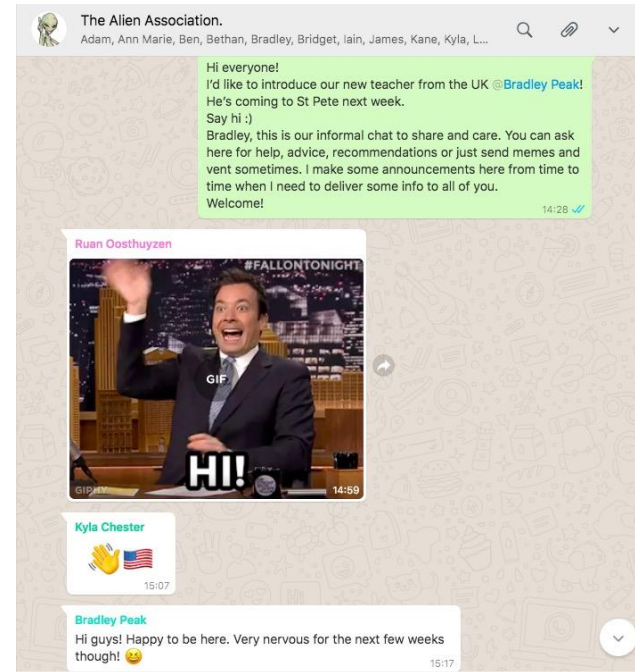 The Alien Association.
Adam, Ann Marie, Ben, Bethan, Bradley, Bridget, Iain, James, Kane, Kyla, L...
Hi everyone!
I'd like to introduce our new teacher from the UK @Bradley Peak!
He's coming to St Pete next week.
Say hi :)
Bradley, this is our informal chat to share and care. You can ask
here for help, advice, recommendations or just send memes and
vent sometimes. I make some announcements here from time to
time when I need to deliver some info to all of you.
Welcome!
14:28
Ruan Oosthuyzen
#FALLONTONIGHT
GIF
HI!
GIPHY
14:59
Kyla Chester
👋🇺🇸
15:07
Bradley Peak
Hi guys! Happy to be here. Very nervous for the next few weeks
though! 😆
15:17